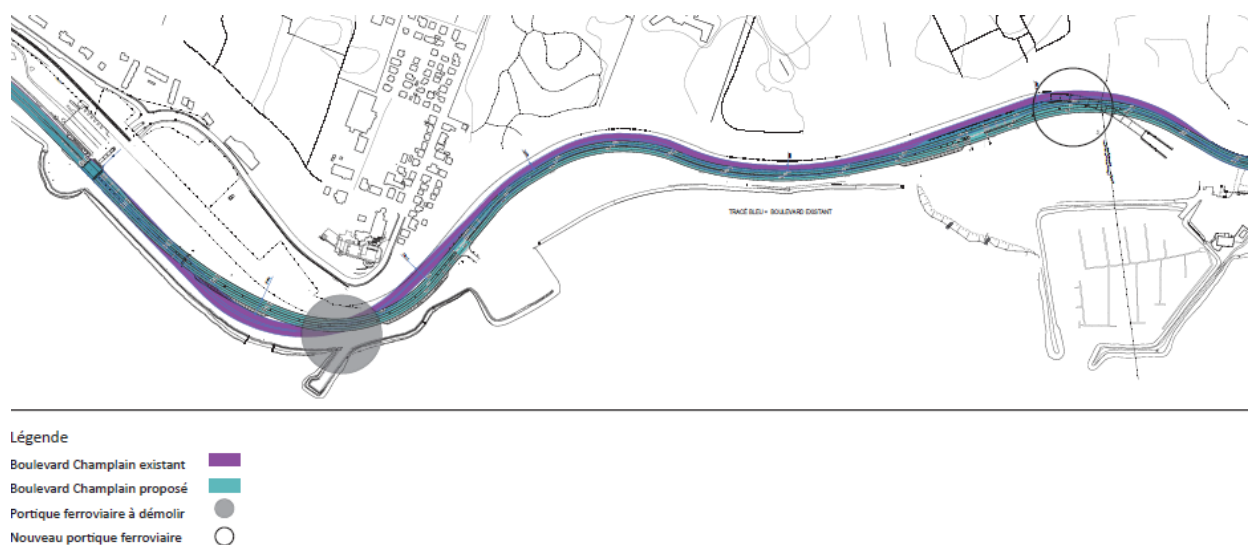 TRACÉ BLEU = BOULEVARD EXISTANT
Légende
Boulevard Champlain existant
Boulevard Champlain proposé
Portique ferroviaire à démolir
Nouveau portique ferroviaire